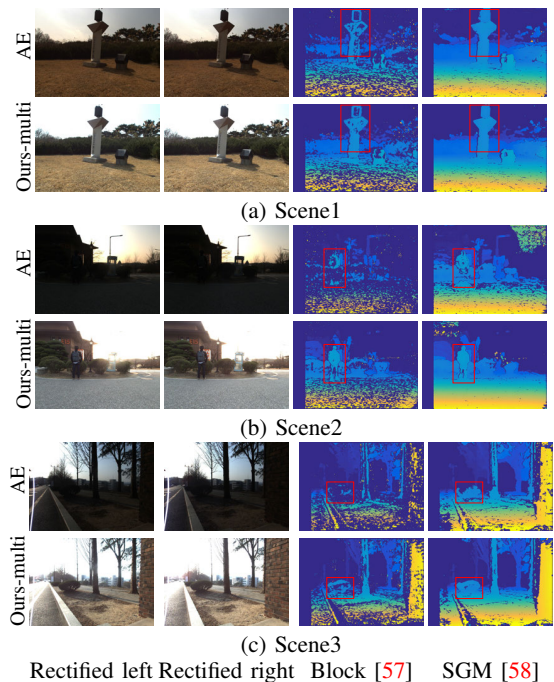 AE
Ours-multi
(a) Scene1
AE
Ours-multi
(b) Scene2
AE
Ours-multi
(c) Scene3
Rectified left Rectified right Block [57] SGM [58]